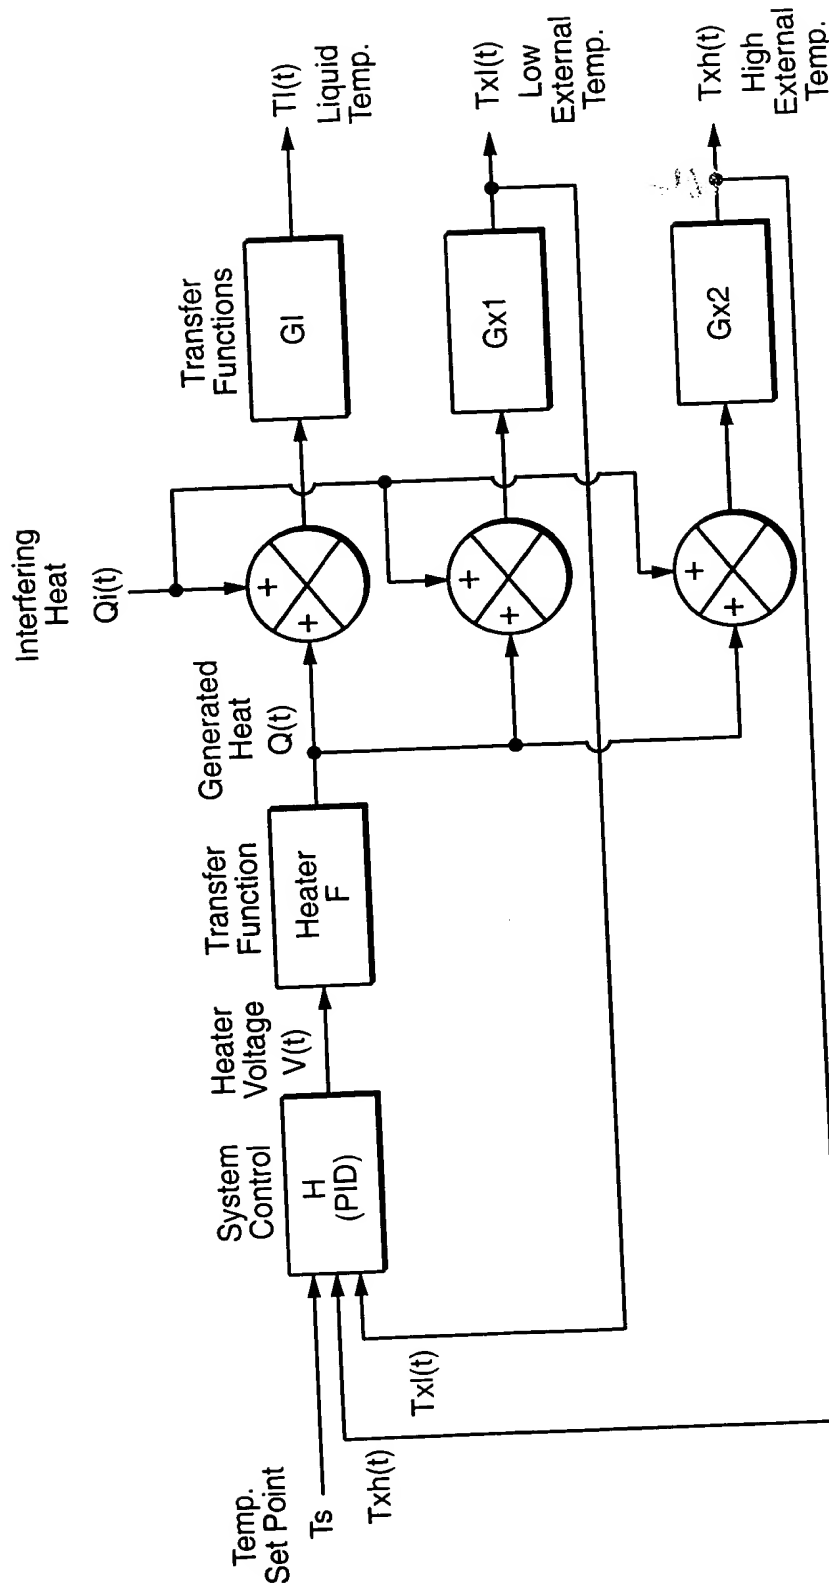 Temp.
Set Point
Ts
Txh(t)
Txl(t)
System
Control
H
(PID)
Heater
Voltage
V(t)
Transfer
Function
Heater
F
Generated
Heat
Q(t)
Interfering
Heat
Qi(t)
+
+
+
+
+
+
Transfer
Functions
Gl
Gx1
Gx2
Tl(t)
Liquid
Temp.
Txl(t)
Low
External
Temp.
Txh(t)
High
External
Temp.